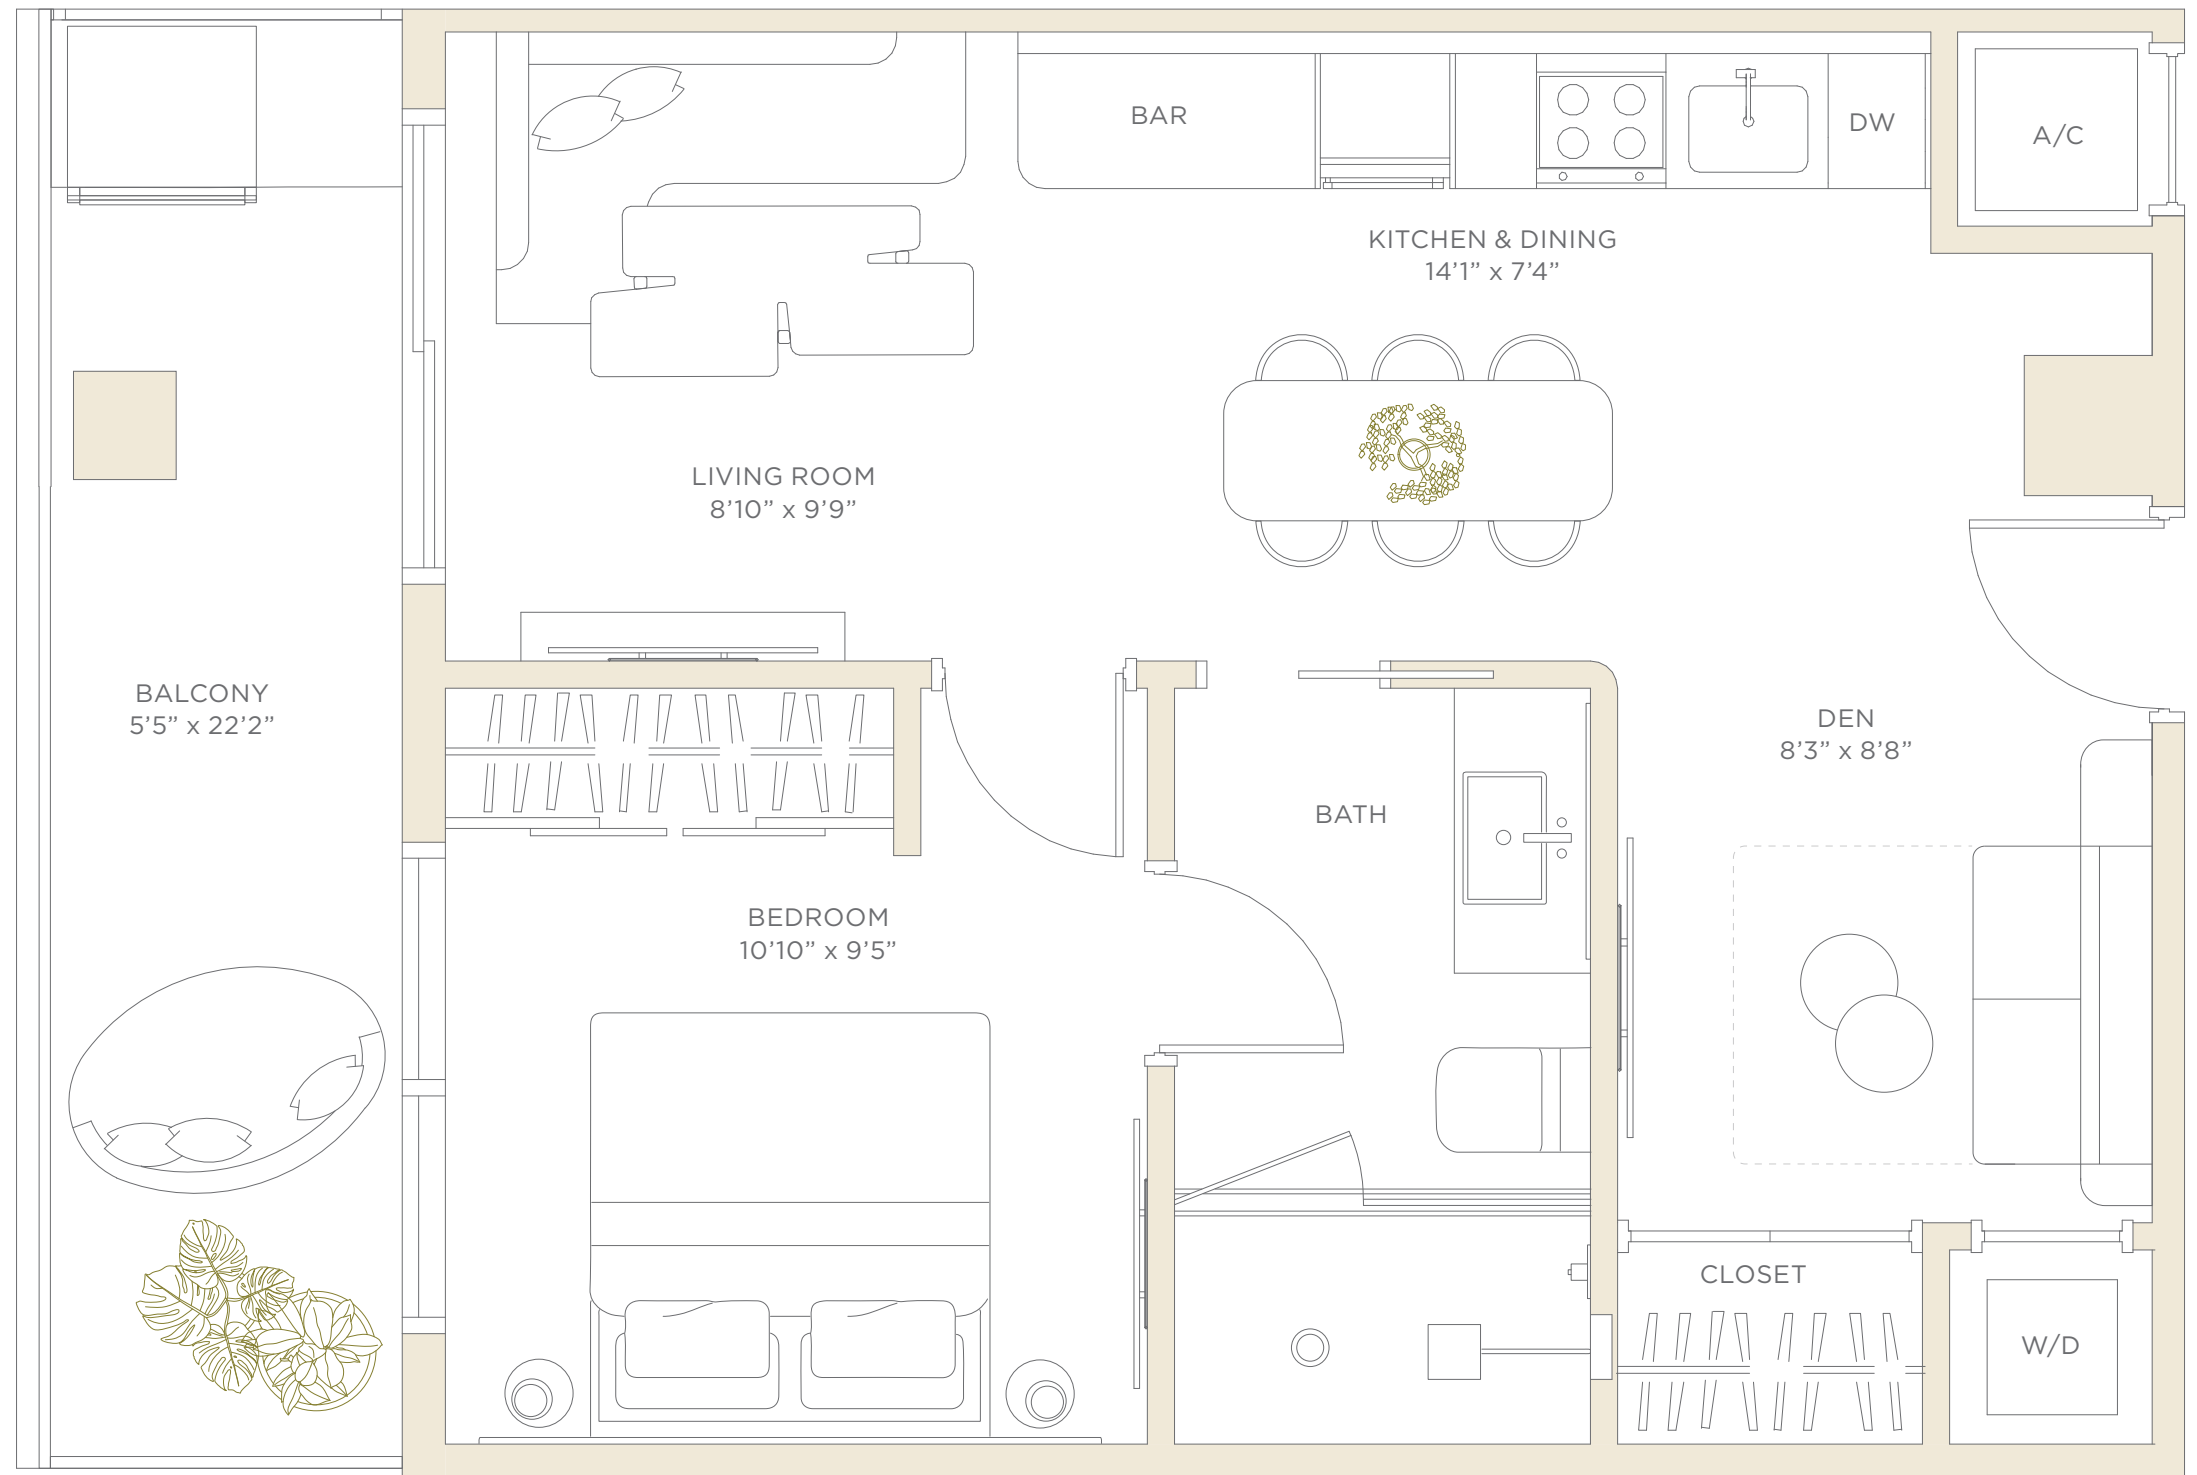 BAR
DW
A/C
KITCHEN & DINING
14’1” x 7’4”
LIVING ROOM
8’10” x 9’9”
BALCONY
5’5” x 22’2”
DEN
8’3” x 8’8”
BATH
BEDROOM
10’10” x 9’5”
CLOSET
W/D